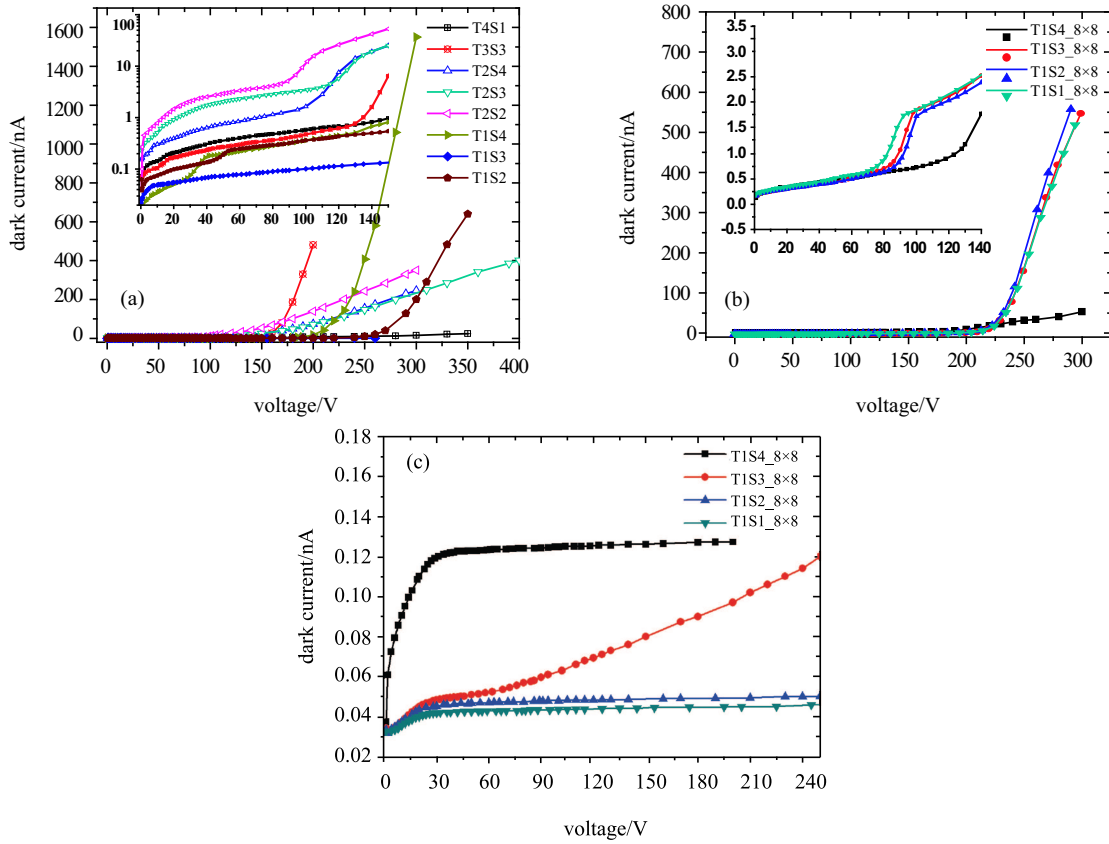 1600
1400
1200
1000
800
600
400
200
0
dark current/nA
0 50 100 150 200 250 300 350 400
voltage/V
(a)
100
10
1
0.1
0 20 40 60 80 100 120 150
T4S1
T3S3
T2S4
T2S3
T2S2
T1S4
T1S3
T1S2
800
700
600
500
400
300
200
100
50
0
dark current/nA
0 50 100 150 200 250 300
voltage/V
(b)
3.5
3.0
2.5
2.0
1.5
1.0
0.5
0.0
-0.5
0 20 40 60 80 100 120 140
T1S4_8×8
T1S3_8×8
T1S2_8×8
T1S1_8×8
0.18
0.16
0.14
0.12
0.10
0.08
0.06
0.04
0.02
dark current/nA
0 30 60 90 120 150 180 210 250
voltage/V
(c)
T1S4_8×8
T1S3_8×8
T1S2_8×8
T1S1_8×8